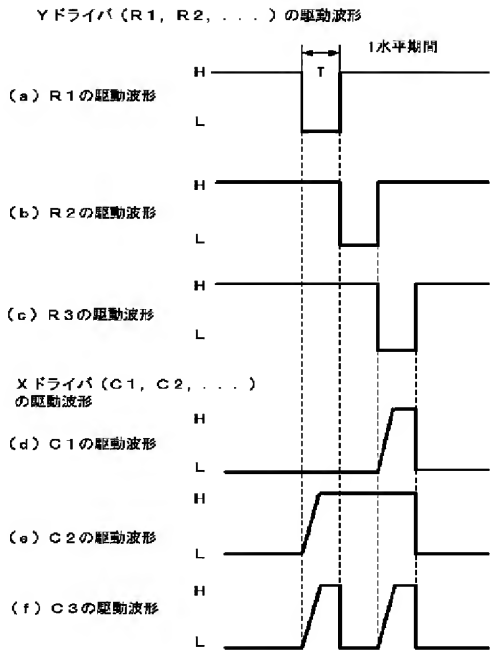 Yドライバ（R1，R2，．．．）の駆動波形
1水平期間
T
H
(a) R1の駆動波形
L
H
(b) R2の駆動波形
L
H
(c) R3の駆動波形
L
Xドライバ（C1，C2，．．．）
の駆動波形
H
(d) C1の駆動波形
L
H
(e) C2の駆動波形
L
H
(f) C3の駆動波形
L